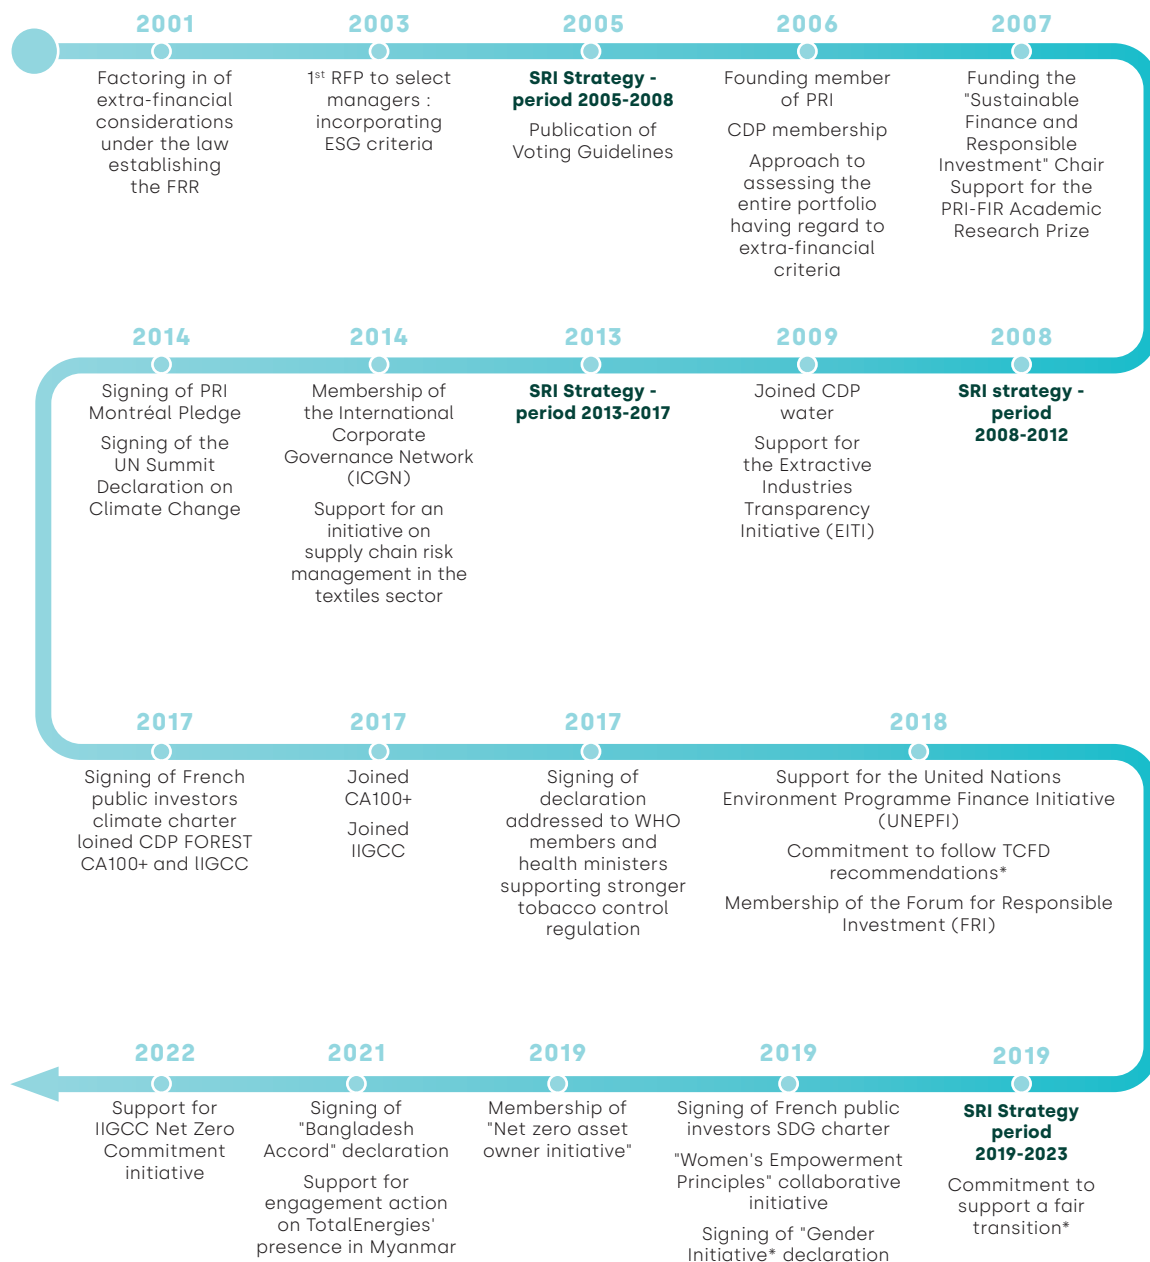 2001
Factoring in of
extra-financial
considerations
under the law
establishing
the FRR
2003
1st RFP to select
managers :
incorporating
ESG criteria
2005
SRI Strategy -
period 2005-2008
Publication of
Voting Guidelines
2006
Founding member
of PRI
CDP membership
Approach to
assessing the
entire portfolio
having regard to
extra-financial
criteria
2007
Funding the
"Sustainable
Finance and
Responsible
Investment" Chair
Support for the
PRI-FIR Academic
Research Prize
2014
Signing of PRI
Montréal Pledge
Signing of the
UN Summit
Declaration on
Climate Change
2014
Membership of
the International
Corporate
Governance Network
(ICGN)
Support for an
initiative on
supply chain risk
management in the
textiles sector
2013
SRI Strategy -
period 2013-2017
2009
Joined CDP
water
Support for
the Extractive
Industries
Transparency
Initiative (EITI)
2008
SRI strategy -
period
2008-2012
2017
Signing of French
public investors
climate charter
loined CDP FOREST
CA100+ and lIGCC
2017
Joined
CA100+
Joined
IIGCC
2017
Signing of
declaration
addressed to WHO
members and
health ministers
supporting stronger
tobacco control
regulation
2018
Support for the United Nations
Environment Programme Finance Initiative
(UNEPFI)
Commitment to follow TCFD
recommendations*
Membership of the Forum for Responsible
Investment (FRI)
2022
Support for
IIGCC Net Zero
Commitment
initiative
2021
Signing of
"Bangladesh
Accord" declaration
Support for
engagement action
on TotalEnergies'
presence in Myanmar
2019
Membership of
"Net zero asset
owner initiative"
2019
Signing of French public
investors SDG charter
"Women's Empowerment
Principles" collaborative
initiative
Signing of "Gender
Initiative* declaration
2019
SRI Strategy
period
2019-2023
Commitment to
support a fair
transition*